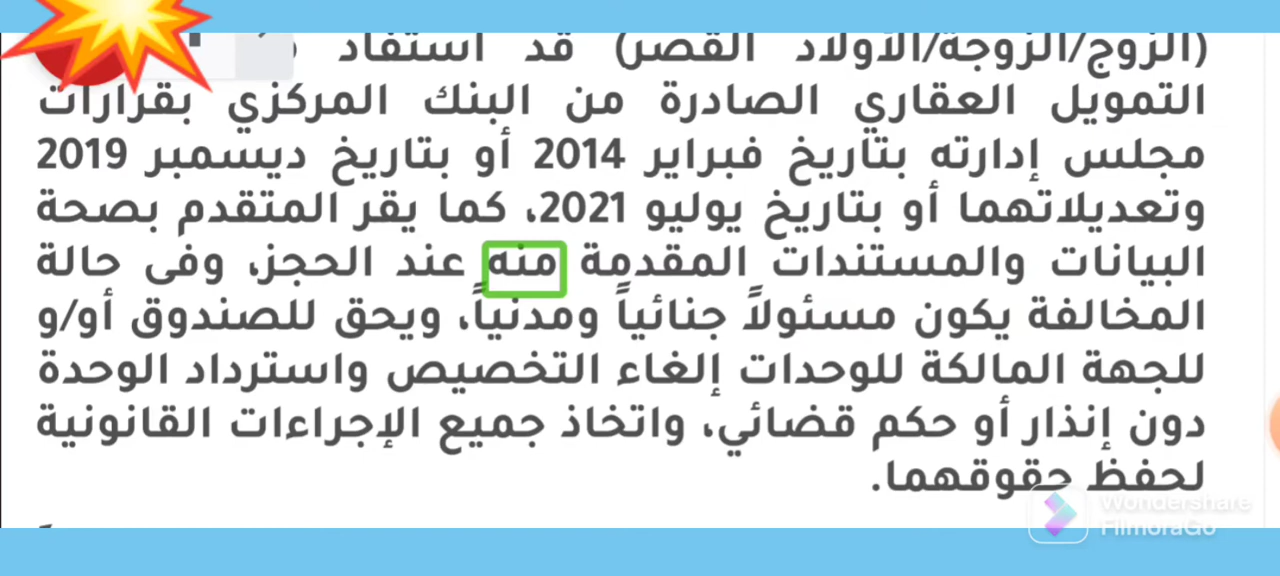 (الزوج/الزوجة/الأولاد القصر) قد استفاد
التمويل العقاري الصادرة من البنك المركزي بقرارات
مجلس إدارته بتاريخ فبراير 2014 أو بتاريخ ديسمبر 2019
وتعديلاتهما أو بتاريخ يوليو 2021، كما يقر المتقدم بصحة
البيانات والمستندات المقدمة منه عند الحجز، وفى حالة
المخالفة يكون مسئولاً جنائياً ومدنياً، ويحق للصندوق أو/و
للجهة المالكة للوحدات إلغاء التخصيص واسترداد الوحدة
دون إنذار أو حكم قضائي، واتخاذ جميع الإجراءات القانونية
لحفظ حقوقهما.
Wondershare
FilmoraGo